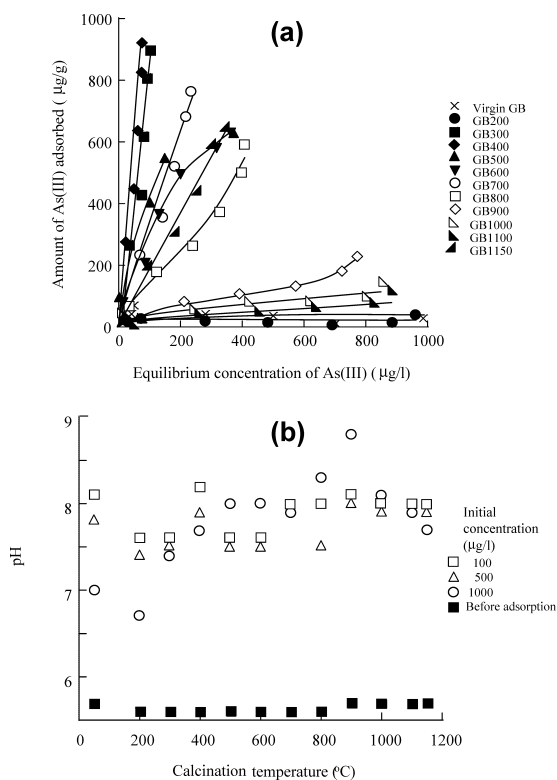 (a)
1000
800
600
400
200
0
0
200
400
600
800
1000
Amount of As(III) adsorbed ( μg/g)
Equilibrium concentration of As(III) ( μg/l)
Virgin GB
GB200
GB300
GB400
GB500
GB600
GB700
GB800
GB900
GB1000
GB1100
GB1150
(b)
9
8
7
6
pH
0
200
400
600
800
1000
1200
Calcination temperature (ºC)
Initial
concentration
(μg/l)
100
500
1000
Before adsorption